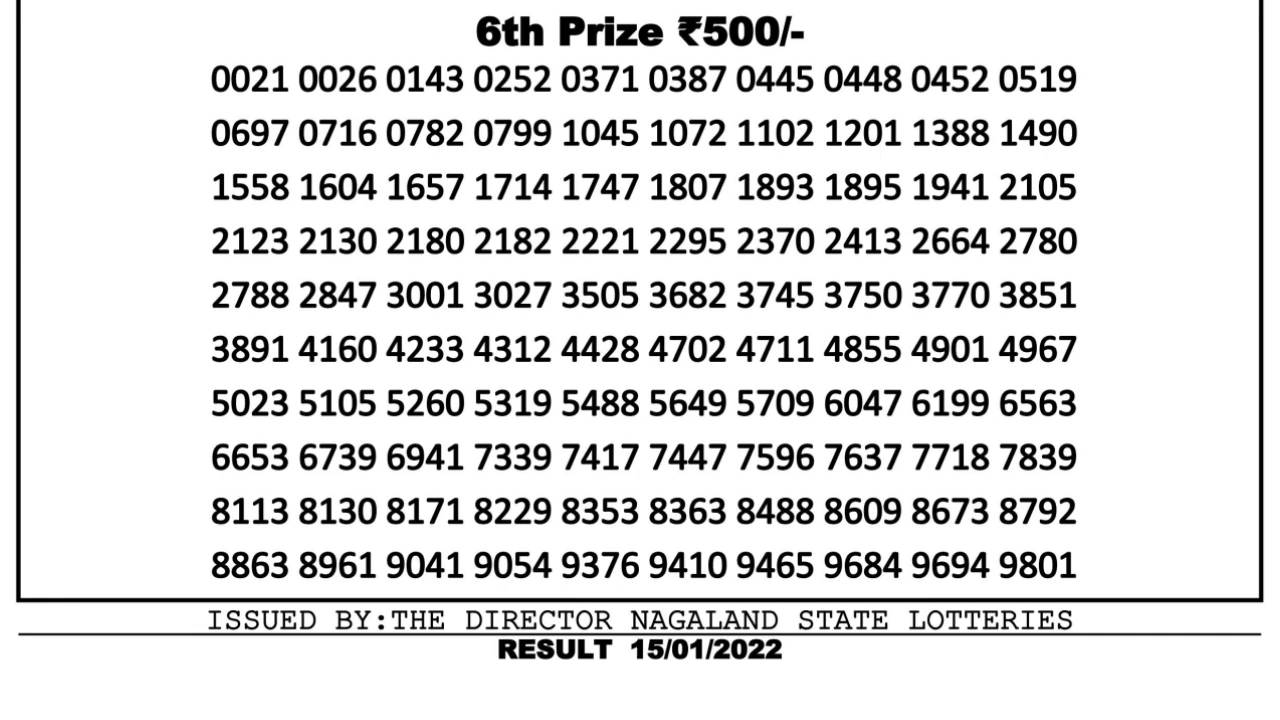 6th Prize ₹500/-
0021 0026 0143 0252 0371 0387 0445 0448 0452 0519
0697 0716 0782 0799 1045 1072 1102 1201 1388 1490
1558 1604 1657 1714 1747 1807 1893 1895 1941 2105
2123 2130 2180 2182 2221 2295 2370 2413 2664 2780
2788 2847 3001 3027 3505 3682 3745 3750 3770 3851
3891 4160 4233 4312 4428 4702 4711 4855 4901 4967
5023 5105 5260 5319 5488 5649 5709 6047 6199 6563
6653 6739 6941 7339 7417 7447 7596 7637 7718 7839
8113 8130 8171 8229 8353 8363 8488 8609 8673 8792
8863 8961 9041 9054 9376 9410 9465 9684 9694 9801
ISSUED BY:THE DIRECTOR NAGALAND STATE LOTTERIES
RESULT 15/01/2022